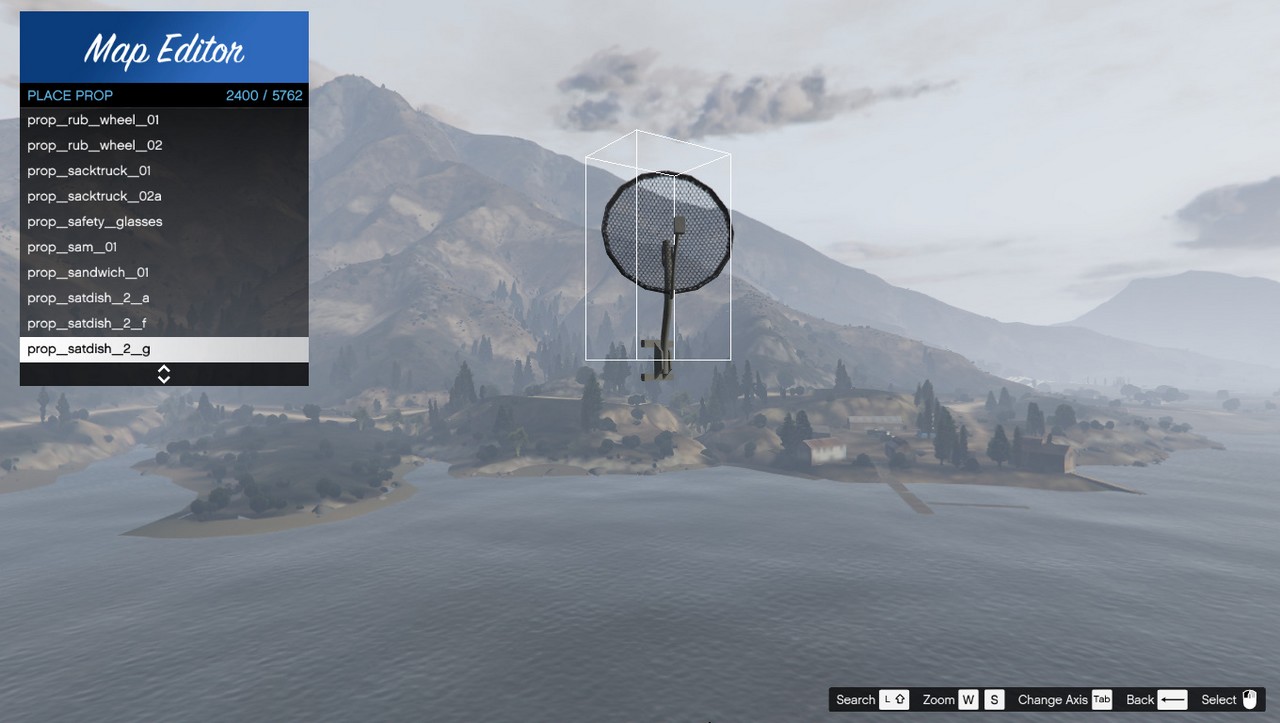 Map Editor
PLACE PROP 2400 / 5762
prop__rub__wheel__01
prop__rub__wheel__02
prop__sacktruck__01
prop__sacktruck__02a
prop__safety__glasses
prop__sam__01
prop__sandwich__01
prop__satdish__2__a
prop__satdish__2__f
prop__satdish__2__g
Search L⇧ Zoom W S Change Axis Tab Back ← Select